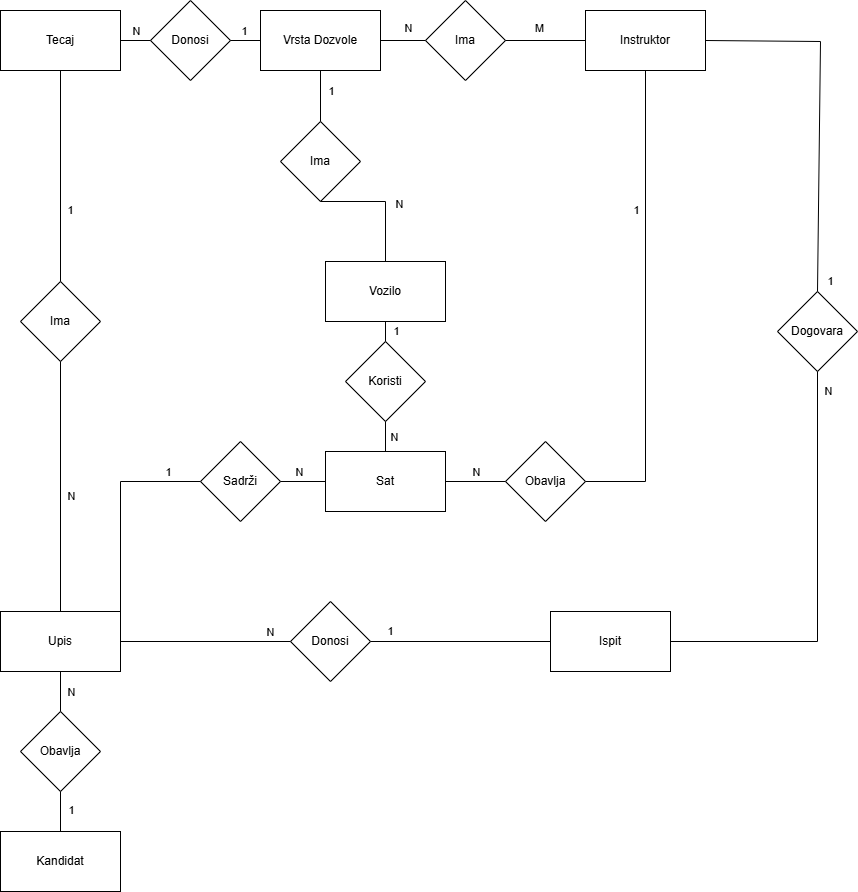 Tecaj
N
Donosi
1
Vrsta Dozvole
N
Ima
M
Instruktor
1
Ima
N
1
1
1
Ima
Vozilo
Dogovara
1
Koristi
N
N
1
Sadrži
N
Sat
N
Obavlja
N
Upis
N
Donosi
1
Ispit
N
Obavlja
1
Kandidat